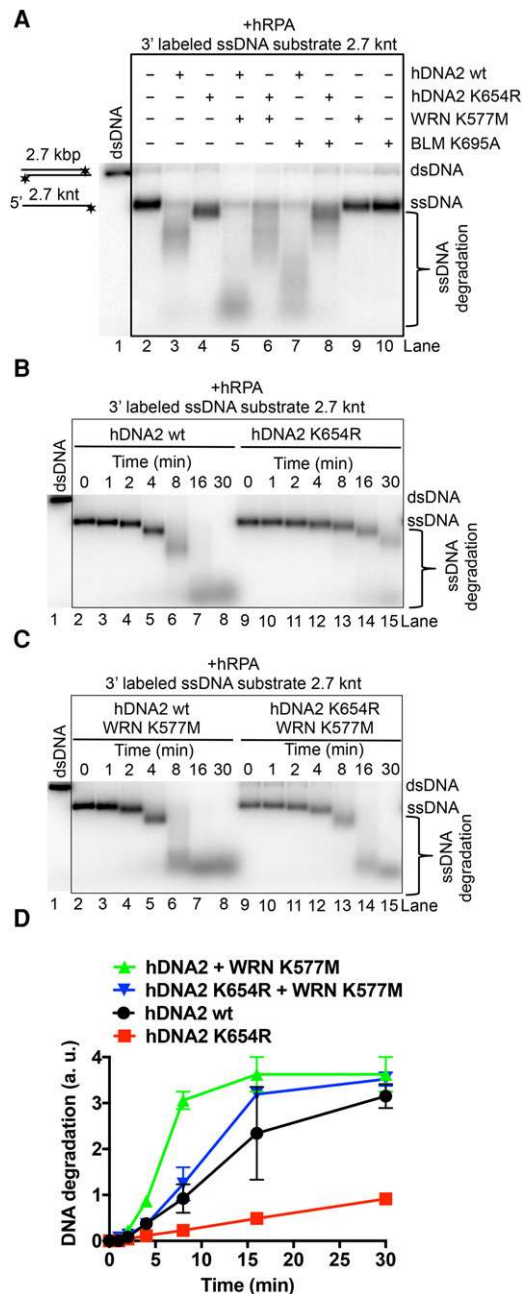 A
+hRPA
3' labeled ssDNA substrate 2.7 knt
– + – + – + – – – hDNA2 wt
– – + – + – + – – hDNA2 K654R
– – – + + – – + – WRN K577M
– – – – – + + – + BLM K695A
dsDNA
2.7 kbp
5' 2.7 knt
dsDNA
ssDNA
ssDNA degradation
1 2 3 4 5 6 7 8 9 10 Lane
B
+hRPA
3' labeled ssDNA substrate 2.7 knt
hDNA2 wt hDNA2 K654R
Time (min) Time (min)
dsDNA
0 1 2 4 8 16 30 0 1 2 4 8 16 30
dsDNA
ssDNA
ssDNA
degradation
1 2 3 4 5 6 7 8 9 10 11 12 13 14 15 Lane
C
+hRPA
3' labeled ssDNA substrate 2.7 knt
hDNA2 wt hDNA2 K654R
WRN K577M WRN K577M
Time (min) Time (min)
dsDNA
0 1 2 4 8 16 30 0 1 2 4 8 16 30
dsDNA
ssDNA
ssDNA
degradation
1 2 3 4 5 6 7 8 9 10 11 12 13 14 15 Lane
D
hDNA2 + WRN K577M
hDNA2 K654R + WRN K577M
hDNA2 wt
hDNA2 K654R
DNA degradation (a. u.)
4
3
2
1
0
0 5 10 15 20 25 30
Time (min)